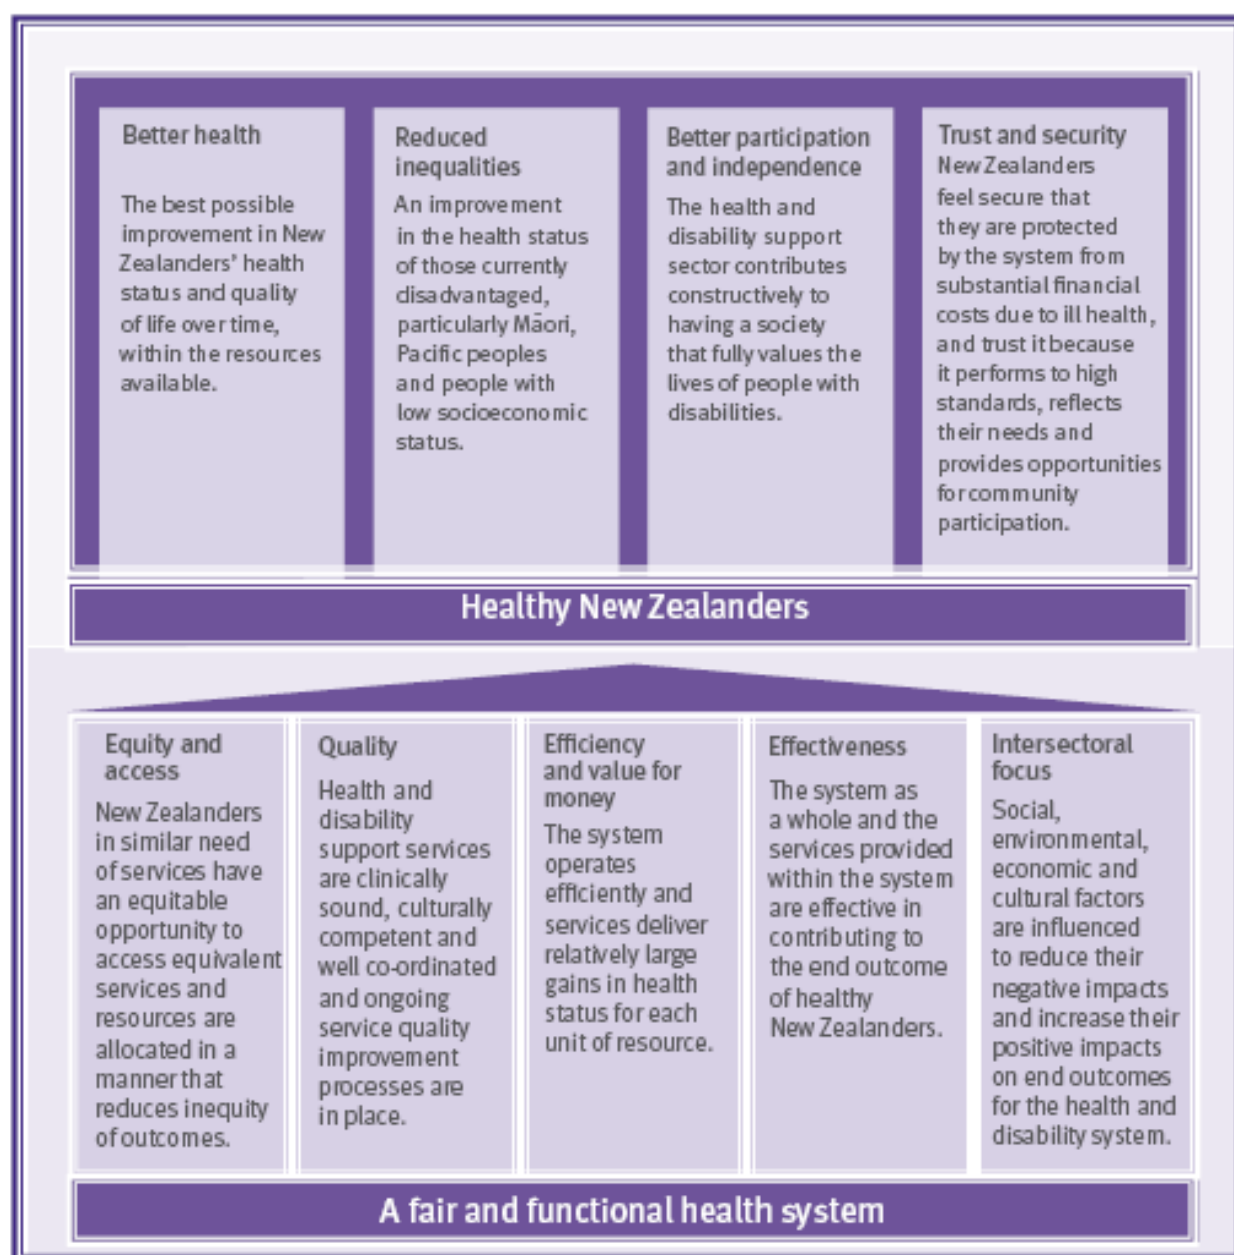 Better health
The best possible
improvement in New
Zealanders' health
status and quality
of life over time,
within the resources
available.
Reduced
inequalities
An improvement
in the health status
of those currently
disadvantaged,
particularly Māori,
Pacific peoples
and people with
low socioeconomic
status.
Better participation
and independence
The health and
disability support
sector contributes
constructively to
having a society
that fully values the
lives of people with
disabilities.
Trust and security
New Zealanders
feel secure that
they are protected
by the system from
substantial financial
costs due to ill health,
and trust it because
it performs to high
standards, reflects
their needs and
provides opportunities
for community
participation.
Healthy New Zealanders
Equity and
access
New Zealanders
in similar need
of services have
an equitable
opportunity to
access equivalent
services and
resources are
allocated in a
manner that
reduces inequity
of outcomes.
Quality
Health and
disability
support services
are clinically
sound, culturally
competent and
well co-ordinated
and ongoing
service quality
improvement
processes are
in place.
Efficiency
and value for
money
The system
operates
efficiently and
services deliver
relatively large
gains in health
status for each
unit of resource.
Effectiveness
The system as
a whole and the
services provided
within the system
are effective in
contributing to
the end outcome
of healthy
New Zealanders.
Intersectoral
focus
Social,
environmental,
economic and
cultural factors
are influenced
to reduce their
negative impacts
and increase their
positive impacts
on end outcomes
for the health and
disability system.
A fair and functional health system